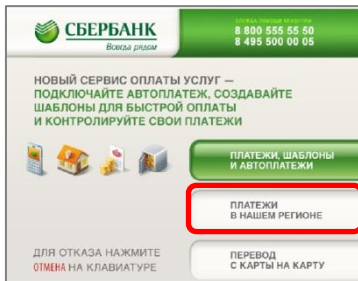 СБЕРБАНК
Всегда рядом
8 800 555 55 50
8 495 500 00 05
НОВЫЙ СЕРВИС ОПЛАТЫ
УСЛУГ —
ПОДКЛЮЧАЙТЕ АВТОПЛАТЕЖ, СОЗДАВАЙТЕ
ШАБЛОНЫ ДЛЯ БЫСТРОЙ ОПЛАТЫ
И КОНТРОЛИРУЙТЕ СВОИ
ПЛАТЕЖИ
ПЛАТЕЖИ, ШАБЛОНЫ
И АВТОПЛАТЕЖИ
ПЛАТЕЖИ
В НАШЕМ РЕГИОНЕ
ДЛЯ ОТКАЗА НАЖМИТЕ
ОТМЕНА НА КЛАВИАТУРЕ
ПЕРЕВОД
С КАРТЫ НА КАРТУ